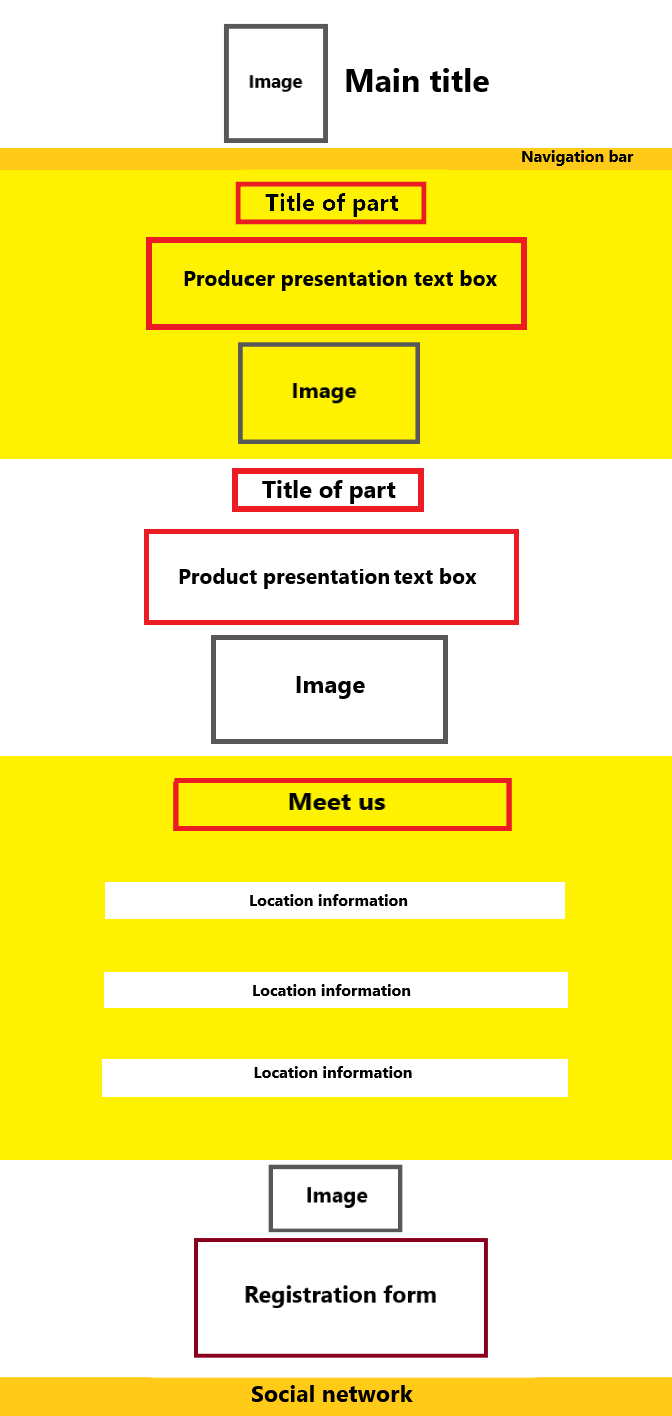 Image
Main title
Navigation bar
Title of part
Producer presentation text box
Image
Title of part
Product presentation text box
Image
Meet us
Location information
Location information
Location information
Image
Registration form
Social network